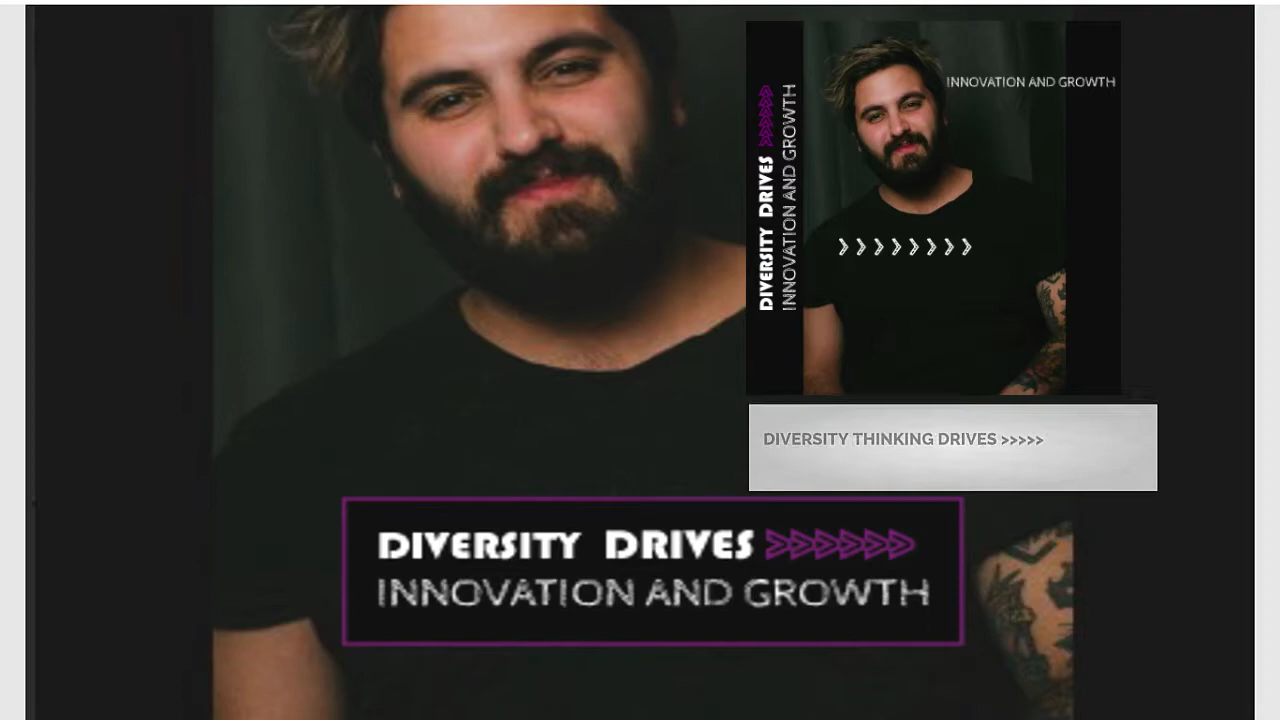 INNOVATION AND GROWTH
DIVERSITY DRIVES >>>>>>>
INNOVATION AND GROWTH
❯ ❯ ❯ ❯ ❯ ❯ ❯ ❯
DIVERSITY THINKING DRIVES >>>>>
DIVERSITY DRIVES >>>>>>>
INNOVATION AND GROWTH